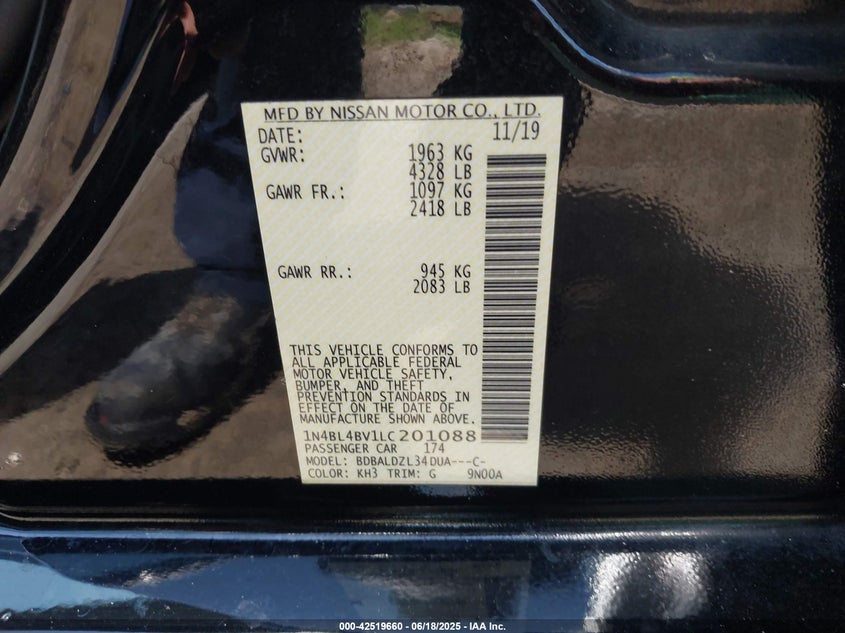 MFD BY NISSAN MOTOR CO., LTD.
DATE: 11/19
GVWR: 1963 KG
4328 LB
GAWR FR.: 1097 KG
2418 LB
GAWR RR.: 945 KG
2083 LB
THIS VEHICLE CONFORMS TO
ALL APPLICABLE FEDERAL
MOTOR VEHICLE SAFETY,
BUMPER, AND THEFT
PREVENTION STANDARDS IN
EFFECT ON THE DATE OF
MANUFACTURE SHOWN ABOVE.
1N4BL4BV1LC201088
PASSENGER CAR 174
MODEL: BDBALDZL34DUA---C-
COLOR: KH3 TRIM: G 9N00A
000-42519660 - 06/18/2025 - IAA Inc.